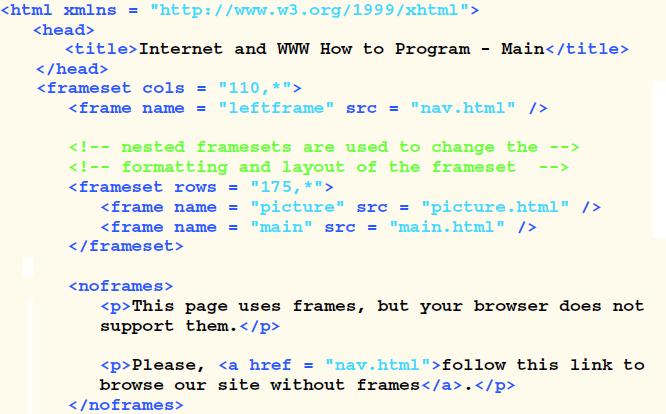 <html xmlns = "http://www.w3.org/1999/xhtml">
<head>
<title>Internet and WWW How to Program - Main</title>
</head>
<frameset cols = "110,*">
<frame name = "leftframe" src = "nav.html" />
<!-- nested framesets are used to change the -->
<!-- formatting and layout of the frameset  -->
<frameset rows = "175,*">
<frame name = "picture" src = "picture.html" />
<frame name = "main" src = "main.html" />
</frameset>
<noframes>
<p>This page uses frames, but your browser does not
support them.</p>
<p>Please, <a href = "nav.html">follow this link to
browse our site without frames</a>.</p>
</noframes>